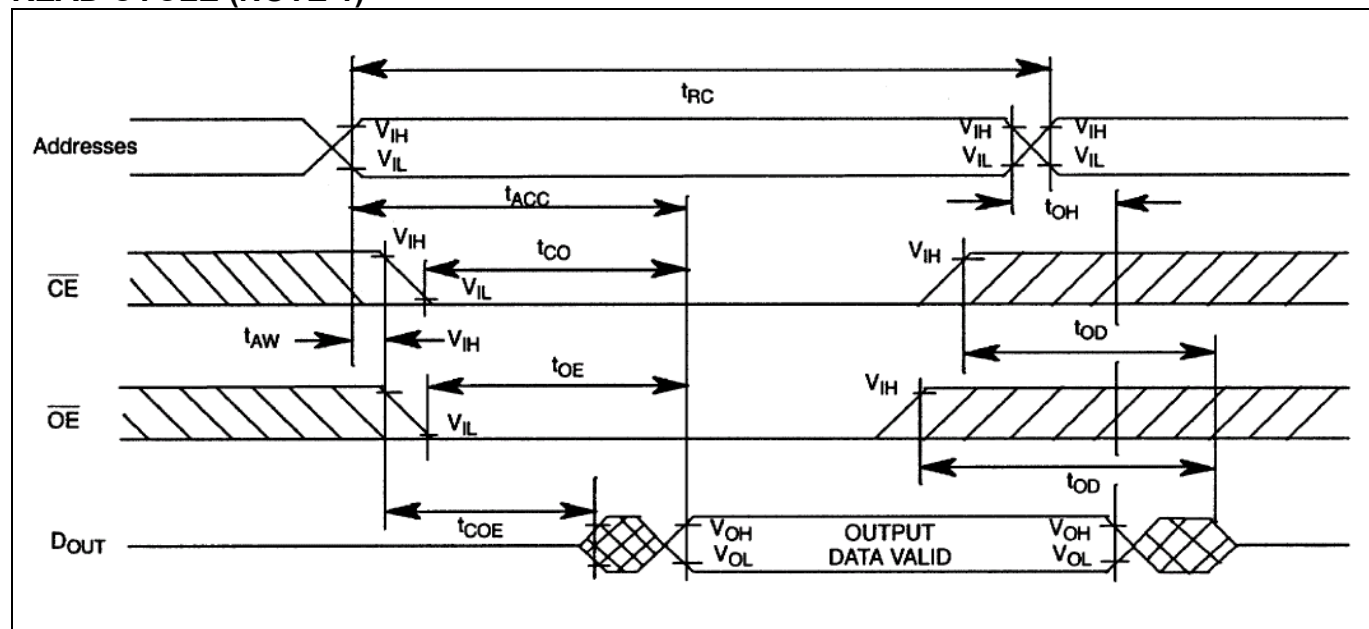 READ CYCLE (NOTE 1)
tRC
Addresses
VIH
VIL
VIH
VIL
VIH
VIL
tACC
tOH
CE
VIH
tCO
VIL
VIH
tAW
VIH
tOD
OE
tOE
VIL
VIH
tOD
DOUT
tCOE
VOH
VOL
OUTPUT
DATA VALID
VOH
VOL